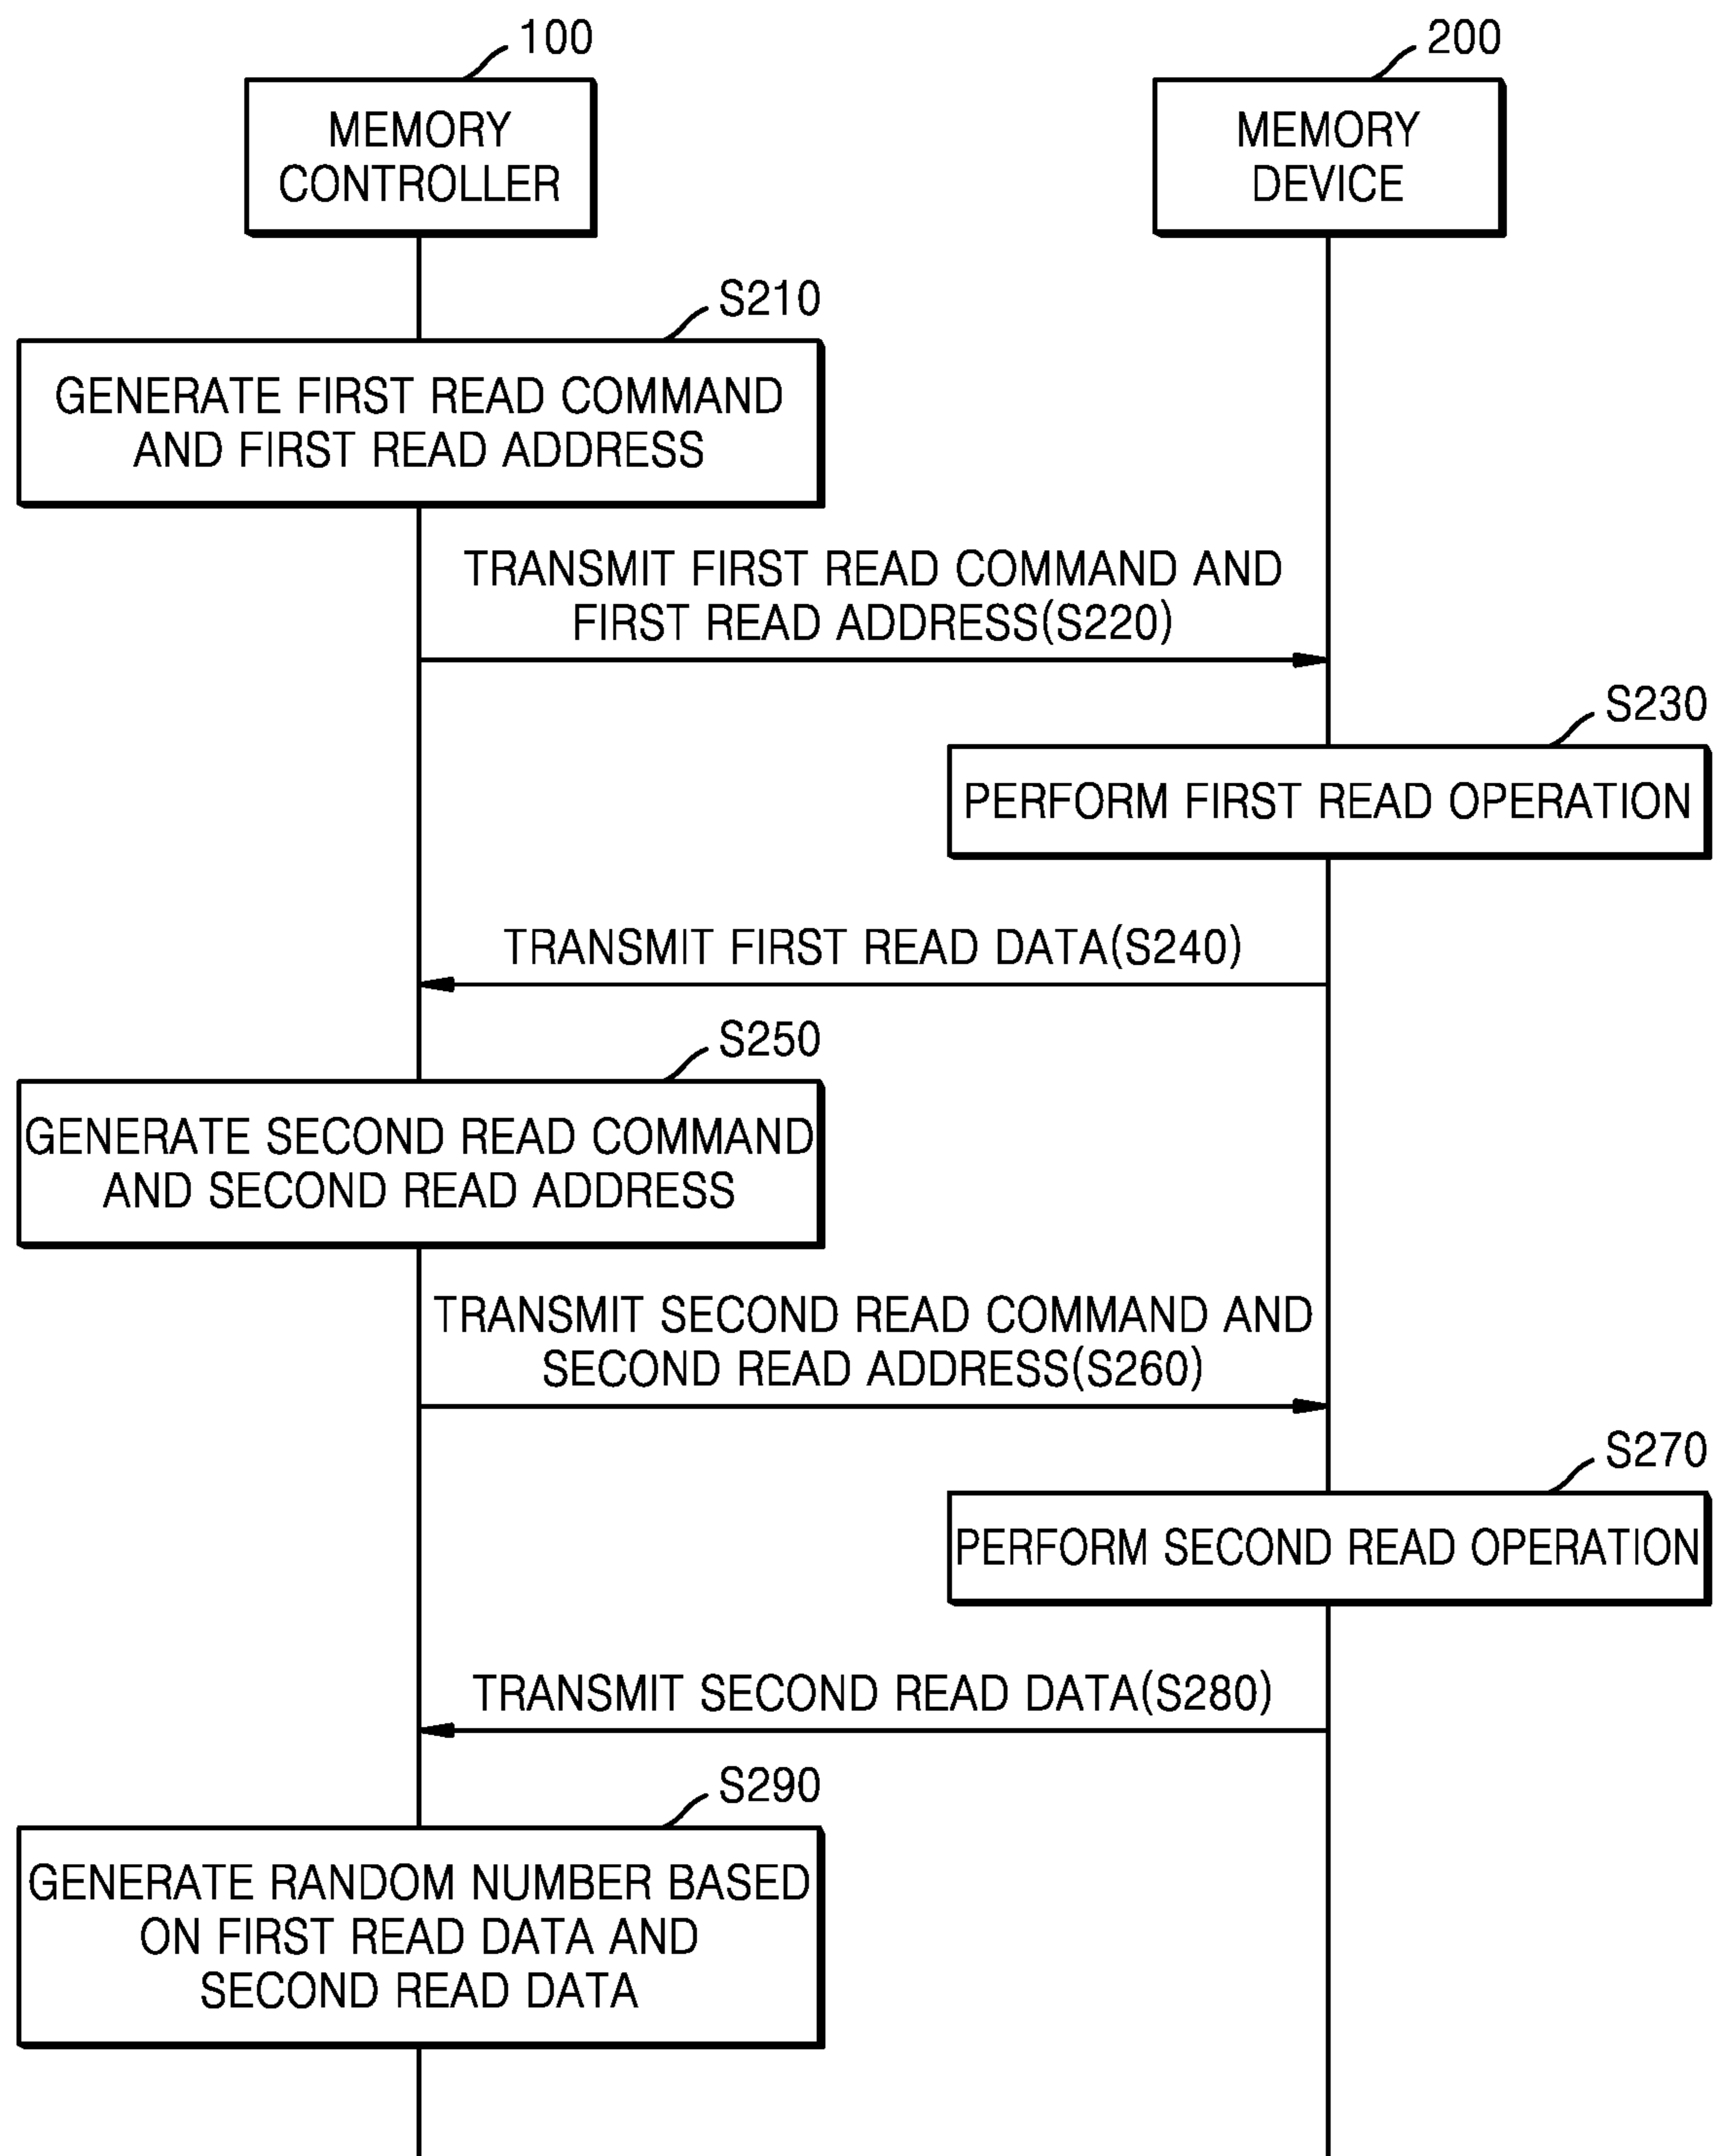 100
200
MEMORY
CONTROLLER
MEMORY
DEVICE
S210
GENERATE FIRST READ COMMAND
AND FIRST READ ADDRESS
TRANSMIT FIRST READ COMMAND AND
FIRST READ ADDRESS(S220)
S230
PERFORM FIRST READ OPERATION
TRANSMIT FIRST READ DATA(S240)
S250
GENERATE SECOND READ COMMAND
AND SECOND READ ADDRESS
TRANSMIT SECOND READ COMMAND AND
SECOND READ ADDRESS(S260)
S270
PERFORM SECOND READ OPERATION
TRANSMIT SECOND READ DATA(S280)
S290
GENERATE RANDOM NUMBER BASED
ON FIRST READ DATA AND
SECOND READ DATA